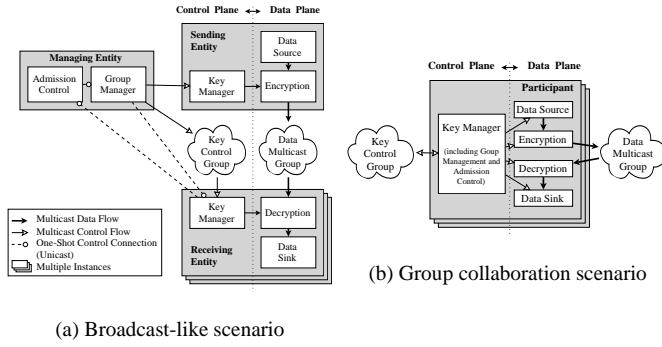 Control Plane
Data Plane
Managing Entity
Admission
Control
Group
Manager
Sending
Entity
Data
Source
Key
Manager
Encryption
Key
Control
Group
Data
Multicast
Group
Key
Manager
Decryption
Data
Sink
Receiving
Entity
Multicast Data Flow
Multicast Control Flow
One-Shot Control Connection
(Unicast)
Multiple Instances
(a) Broadcast-like scenario
Control Plane
Data Plane
Participant
Key
Control
Group
Key Manager
(including Goup
Management and
Admission
Control)
Data Source
Encryption
Decryption
Data Sink
Data
Multicast
Group
(b) Group collaboration scenario